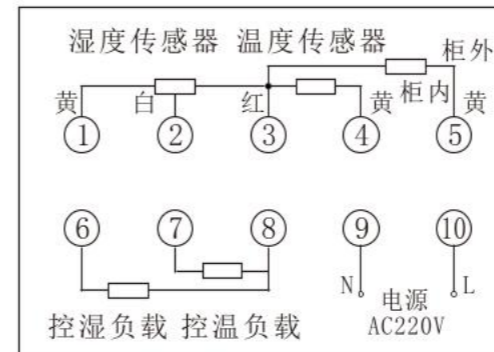 湿度传感器 温度传感器 柜外
黄 白 红 黄 柜内 黄
① ② ③ ④ ⑤
⑥ ⑦ ⑧ ⑨ ⑩
N 电源 L
控湿负载 控温负载 AC220V